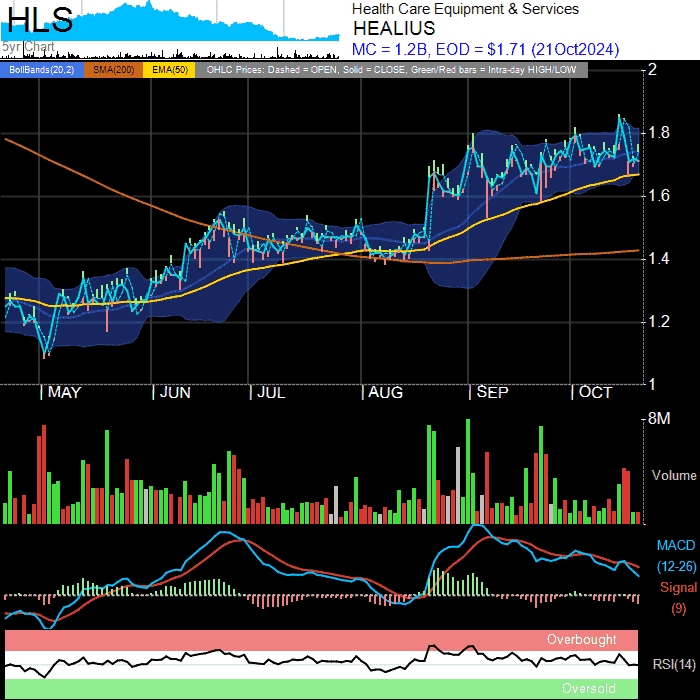 HLS
5yr Chart
Health Care Equipment & Services
HEALIUS
MC = 1.2B, EOD = $1.71 (21Oct2024)
BollBands(20,2) SMA(200) EMA(50) OHLC Prices: Dashed = OPEN, Solid = CLOSE, Green/Red bars = Intra-day HIGH/LOW
2
1.8
1.6
1.4
1.2
1
MAY JUN JUL AUG SEP OCT
8M
Volume
MACD
(12-26)
Signal
(9)
Overbought
RSI(14)
Oversold